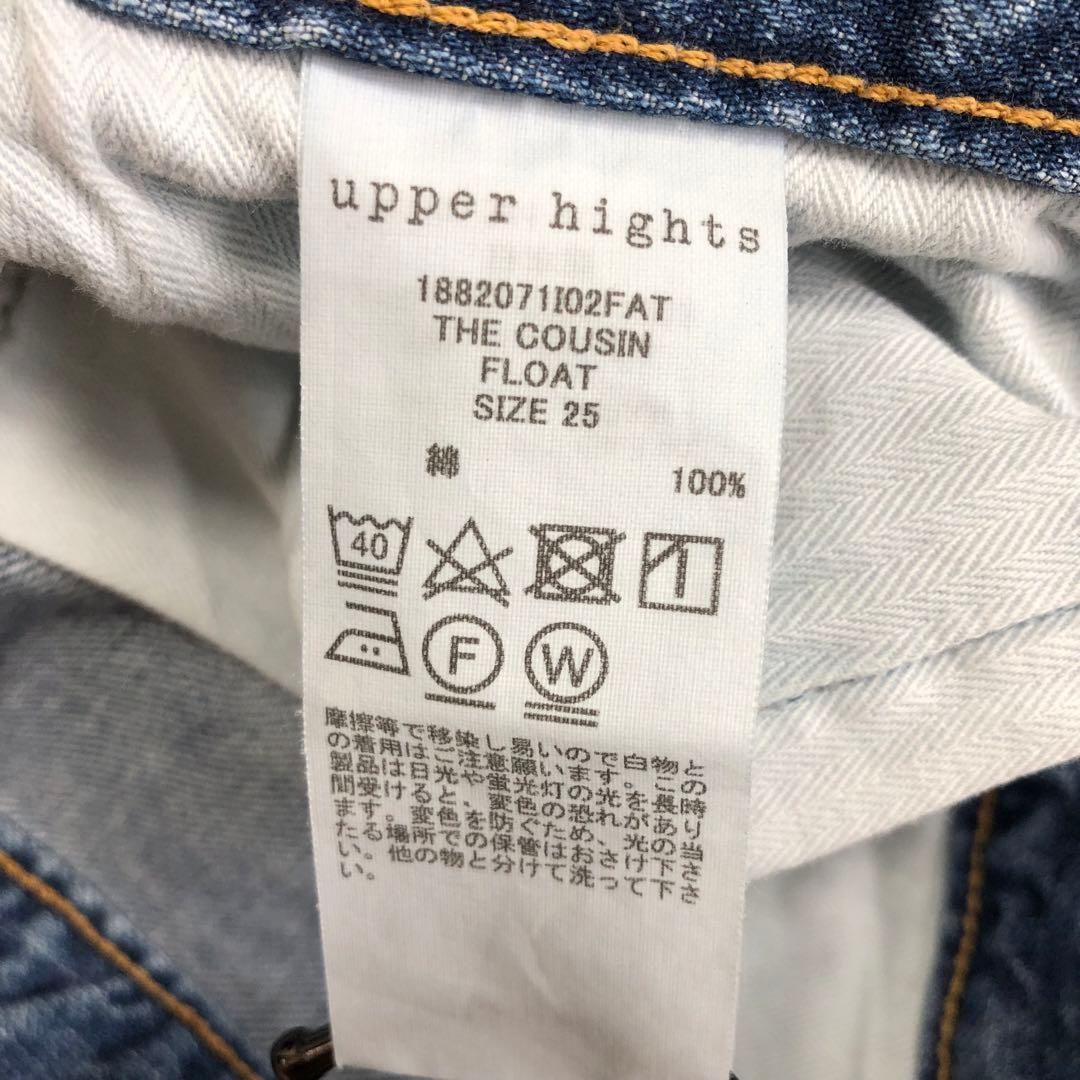 upper hights
1882071I02FAT
THE COUSIN
FLOAT
SIZE 25
綿 100%
40
F W
摩擦等では移染し易いのです。白物と
の着用はご注意願います。この
製品は日光や、蛍光灯の光を長時
間受けると、変色の恐れがあり
ます。変色を防ぐため、光の当
たる場所での保管はお避け下さ
い。他の物と分けて洗って下さ
い。